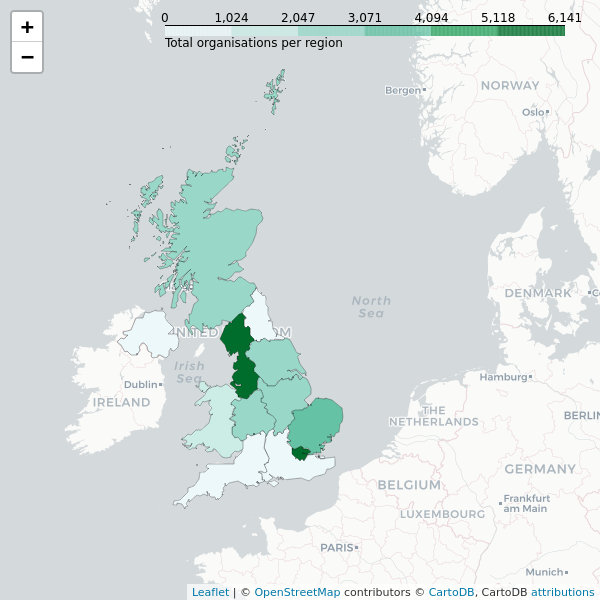 +
−
0 1,024 2,047 3,071 4,094 5,118 6,141
Total organisations per region
NORWAY
Bergen
Oslo
North
Sea
DENMARK
UNITED
OM
Irish
Sea
Dublin
IRELAND
Hamburg
THE
NETHERLANDS
BERLIN
GERMANY
BELGIUM
Frankfurt
am Main
LUXEMBOURG
PARIS
Munich
Leaflet | © OpenStreetMap contributors © CartoDB, CartoDB attributions